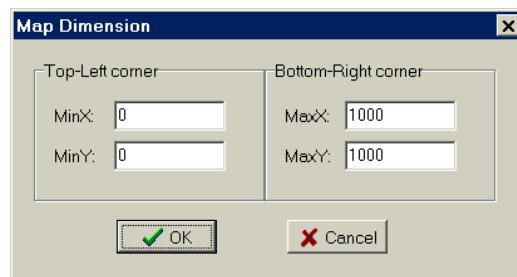 Map Dimension
Top-Left corner
MinX: 0
MinY: 0
Bottom-Right corner
MaxX: 1000
MaxY: 1000
OK
Cancel